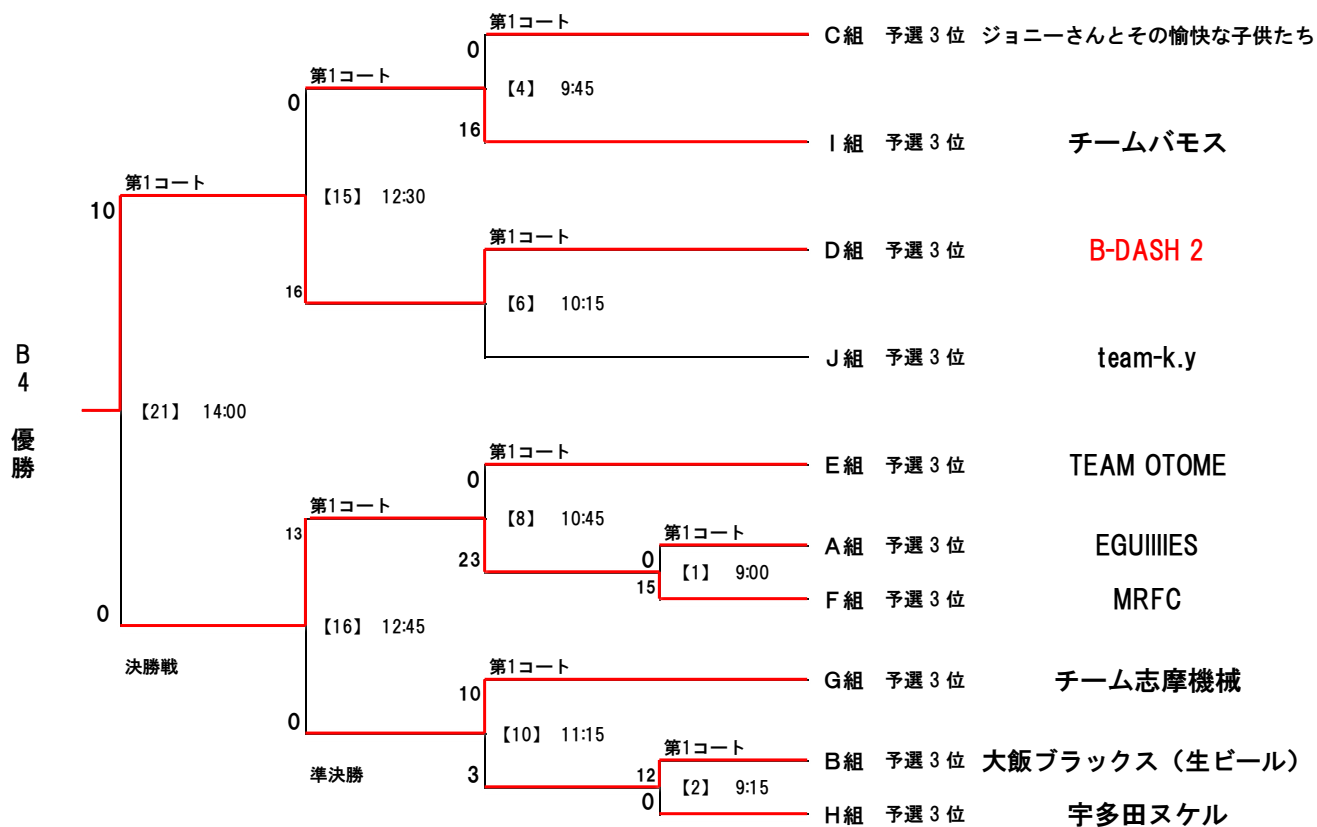 第1コート
C組 予選3位 ジョニーさんとその愉快な子供たち
0
第1コート
【4】 9:45
0
16
I組 予選3位 チームバモス
第1コート
【15】 12:30
10
第1コート
D組 予選3位 B-DASH 2
16
【6】 10:15
B4 優勝
J組 予選3位 team-k.y
【21】 14:00
第1コート
E組 予選3位 TEAM OTOME
0
第1コート
【8】 10:45
13
第1コート
A組 予選3位 EGUIIIIES
23
0
【1】 9:00
15
F組 予選3位 MRFC
0
【16】 12:45
決勝戦
第1コート
G組 予選3位 チーム志摩機械
10
0
【10】 11:15
第1コート
B組 予選3位 大飯ブラックス（生ビール）
準決勝
3
12
【2】 9:15
0
H組 予選3位 宇多田ヌケル